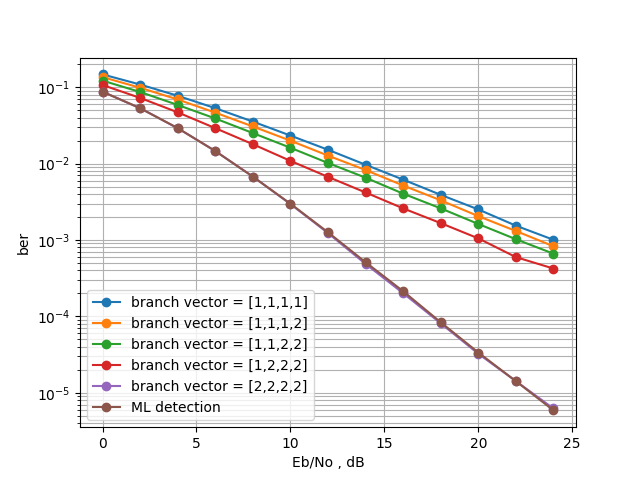 ber
10⁻¹
10⁻²
10⁻³
10⁻⁴
10⁻⁵
branch vector = [1,1,1,1]
branch vector = [1,1,1,2]
branch vector = [1,1,2,2]
branch vector = [1,2,2,2]
branch vector = [2,2,2,2]
ML detection
0 5 10 15 20 25
Eb/No , dB